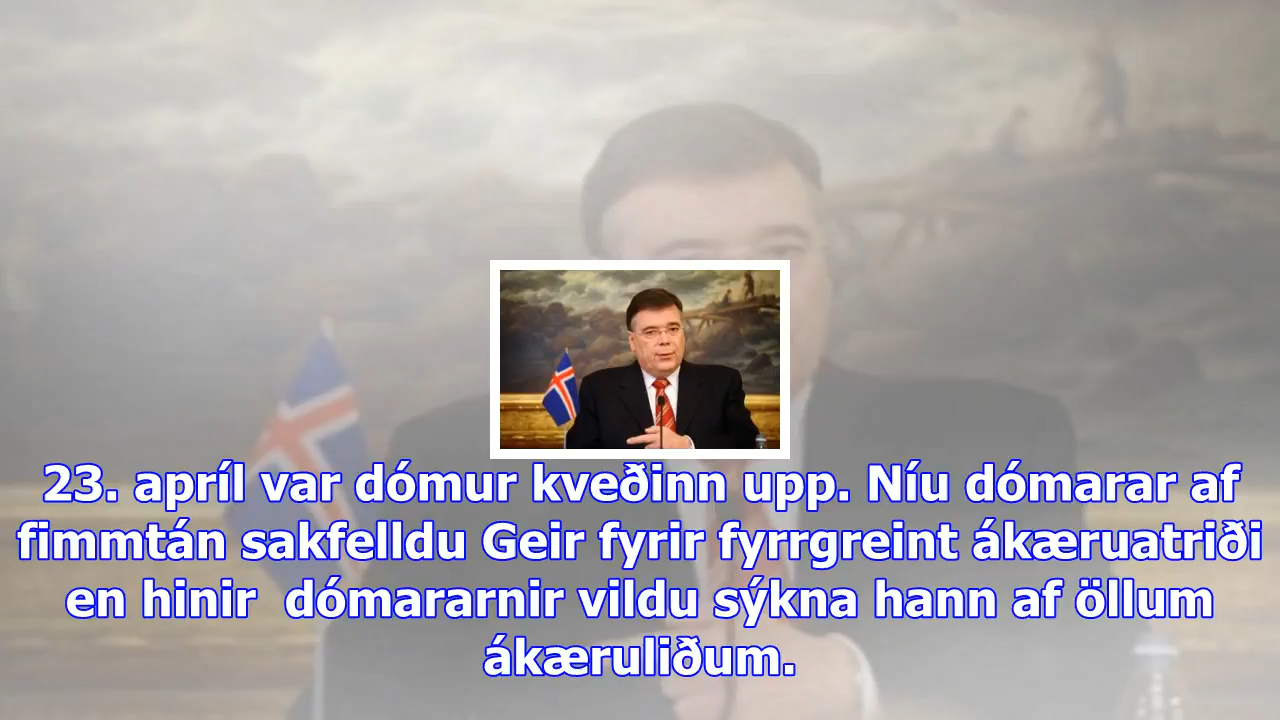 23. apríl var dómur kveðinn upp. Níu dómarar af
fimmtán sakfelldu Geir fyrir fyrrgreint ákæruatriði
en hinir  dómararnir vildu sýkna hann af öllum
ákæruliðum.